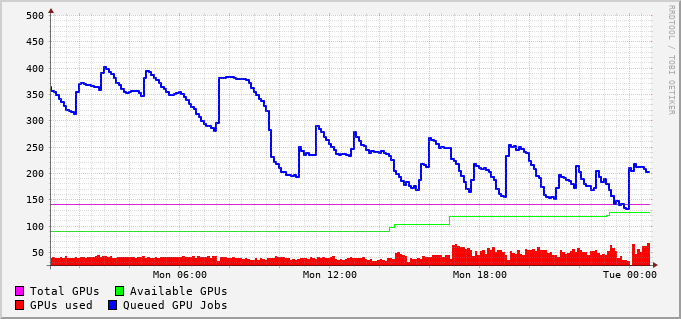 500
450
400
350
300
250
200
150
100
50
Mon 06:00 Mon 12:00 Mon 18:00 Tue 00:00
Total GPUs Available GPUs
GPUs used Queued GPU Jobs
RRDTOOL / TOBI OETIKER